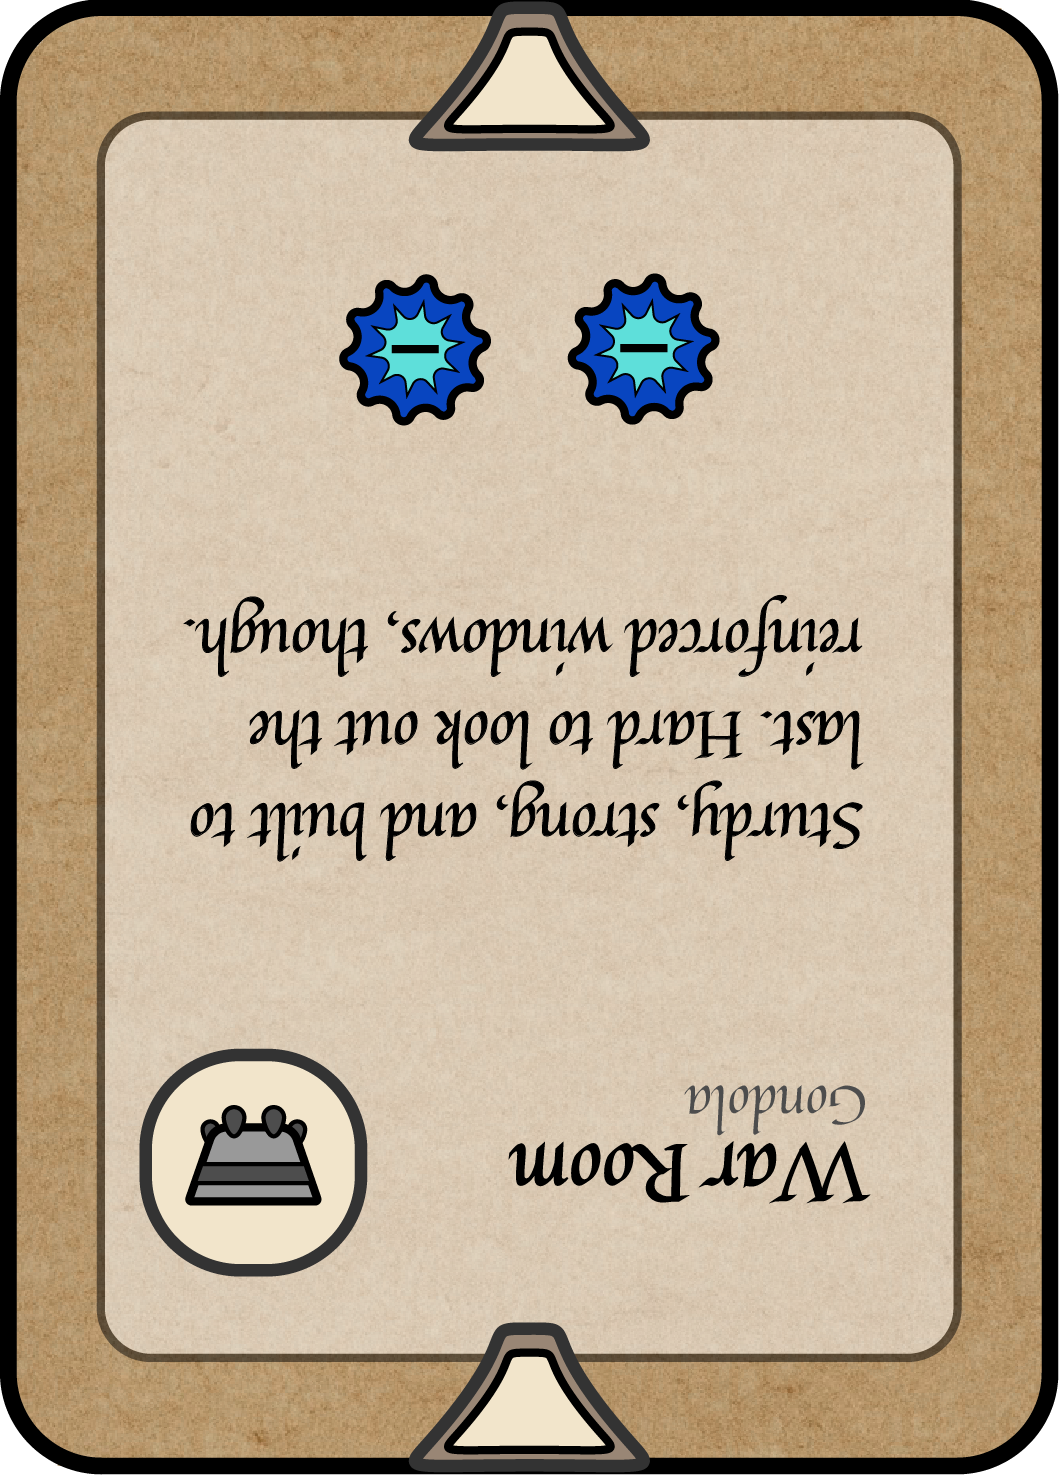 War Room
Gondola
Sturdy, strong, and built to
last. Hard to look out the
reinforced windows, though.